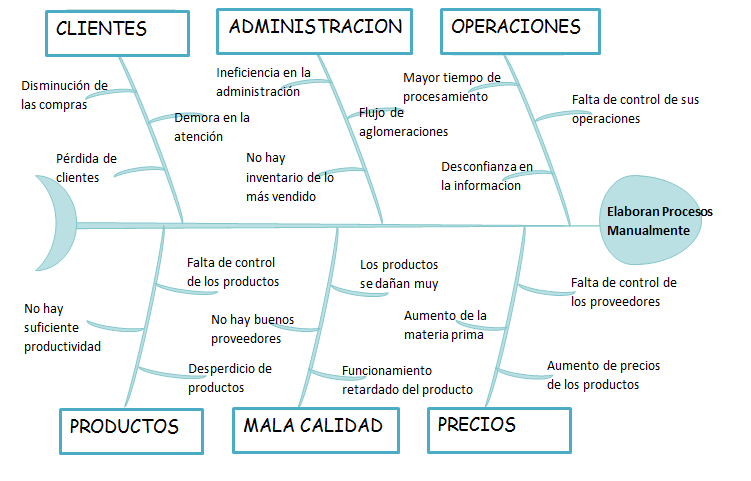 CLIENTES
ADMINISTRACION
OPERACIONES
Disminución de
las compras
Demora en la
atención
Pérdida de
clientes
Ineficiencia en la
administración
Flujo de
aglomeraciones
No hay
inventario de lo
más vendido
Mayor tiempo de
procesamiento
Falta de control de sus
operaciones
Desconfianza en
la informacion
Elaboran Procesos
Manualmente
Falta de control
de los productos
No hay
suficiente
productividad
Desperdicio de
productos
Los productos
se dañan muy
No hay buenos
proveedores
Funcionamiento
retardado del producto
Falta de control de
los proveedores
Aumento de la
materia prima
Aumento de precios
de los productos
PRODUCTOS
MALA CALIDAD
PRECIOS